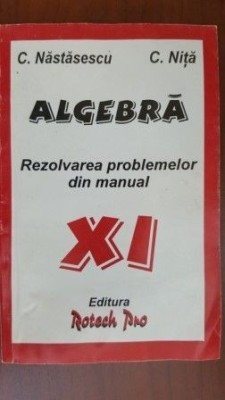 C. Năstăsescu C. Niță
ALGEBRĂ
Rezolvarea problemelor
din manual
XI
Editura
Rotech Pro